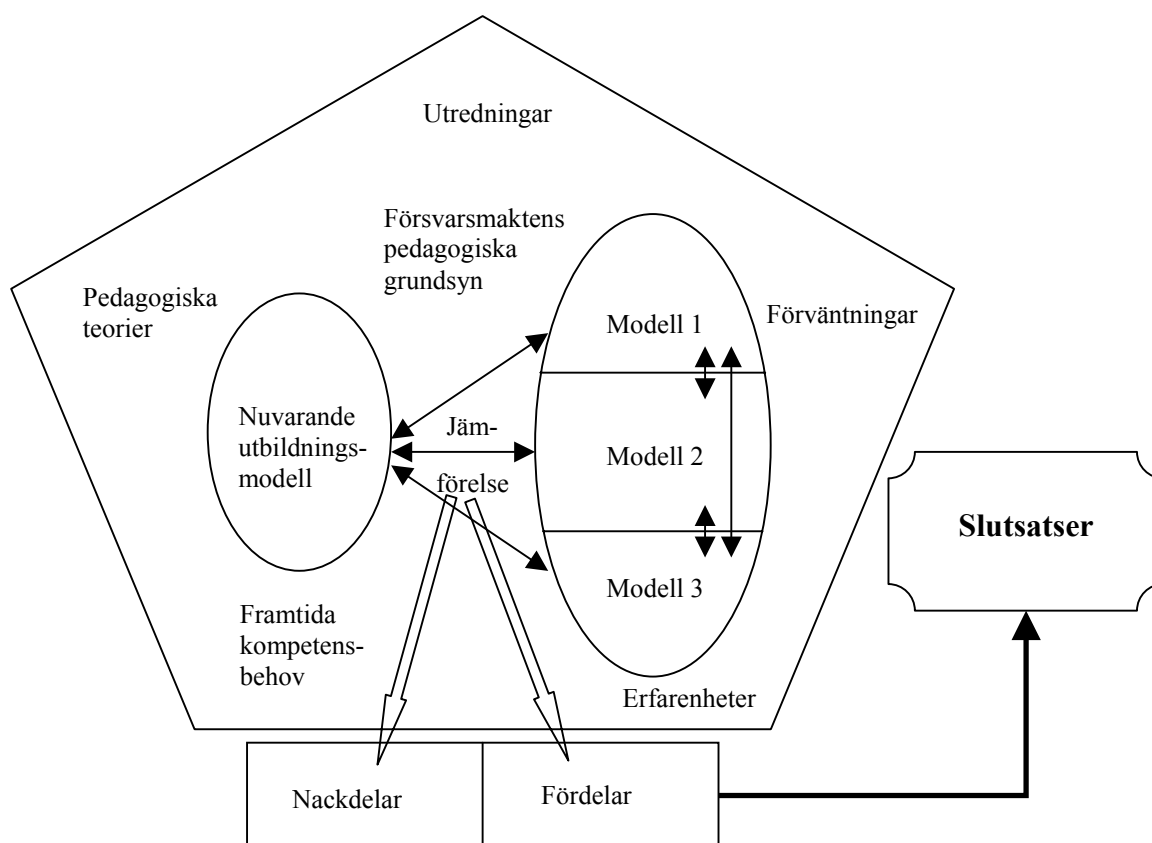 Utredningar
Försvarsmaktens
pedagogiska
grundsyn
Pedagogiska
teorier
Förväntningar
Modell 1
Nuvarande
utbildnings-
modell
Jäm-
förelse
Modell 2
Slutsatser
Modell 3
Framtida
kompetens-
behov
Erfarenheter
Nackdelar
Fördelar